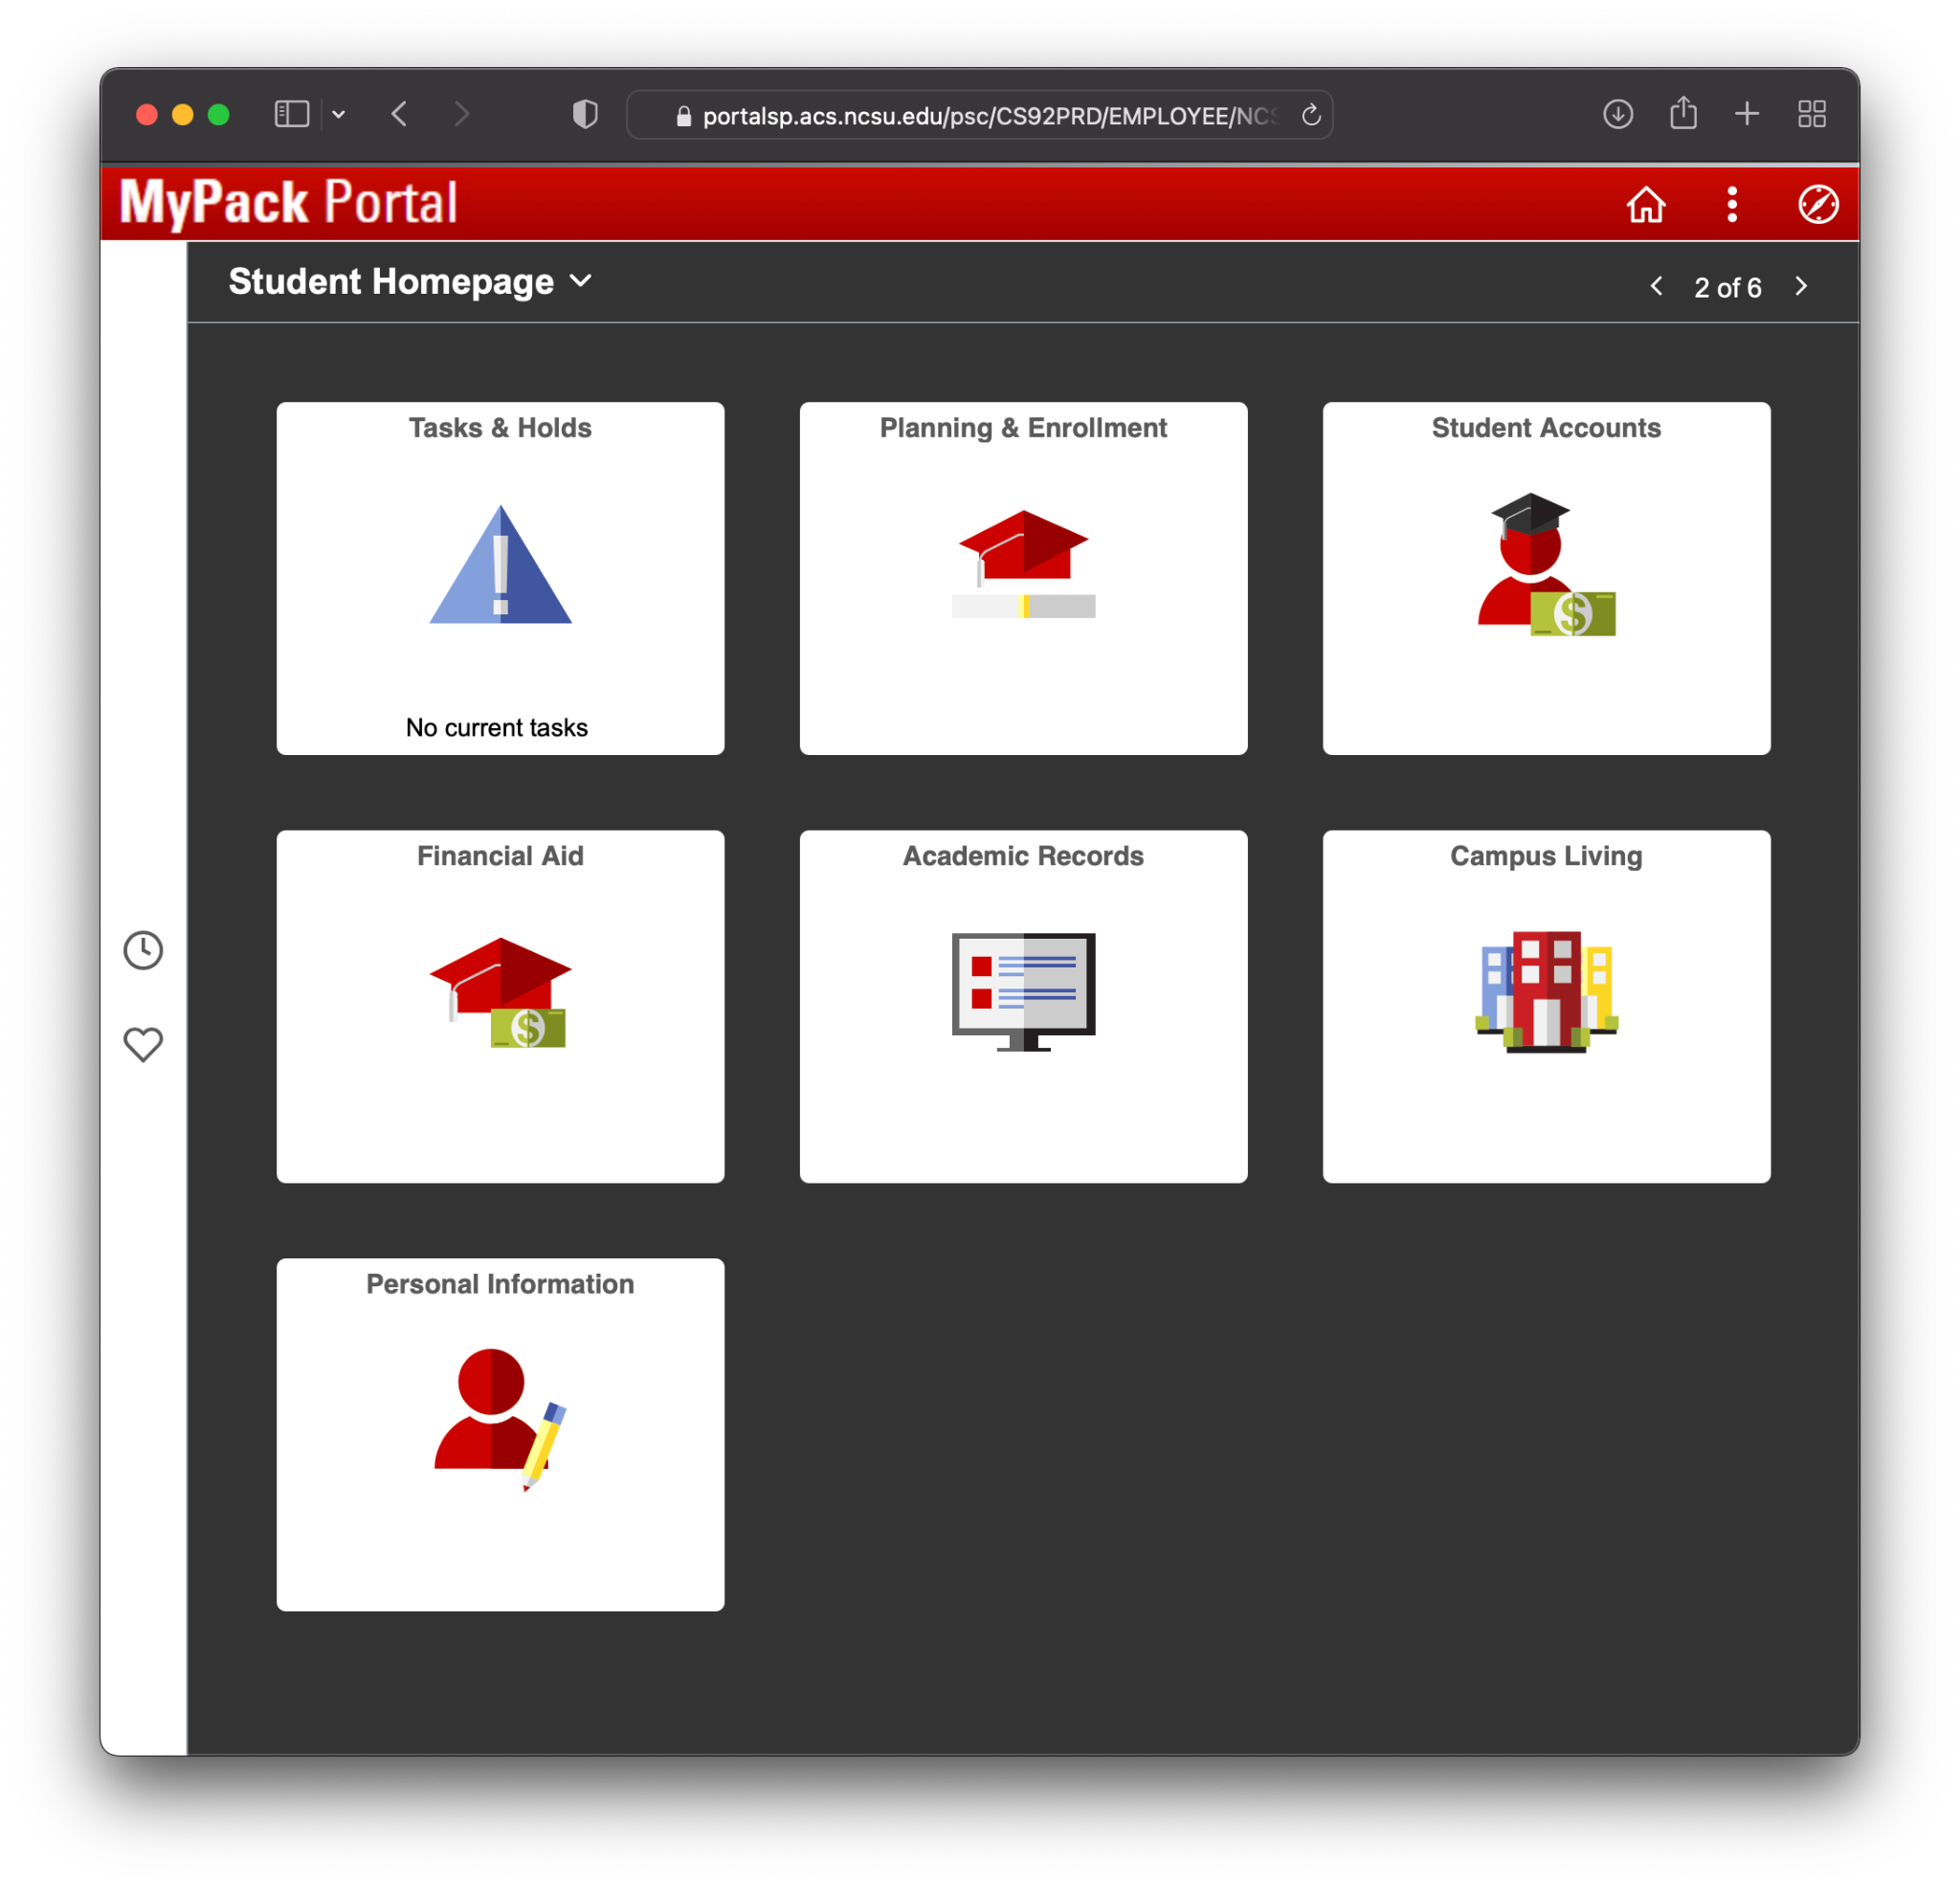 portalsp.acs.ncsu.edu/psc/CS92PRD/EMPLOYEE/NCS
MyPack Portal
Student Homepage
2 of 6
Tasks & Holds
Planning & Enrollment
Student Accounts
!
$
No current tasks
Financial Aid
Academic Records
Campus Living
$
Personal Information